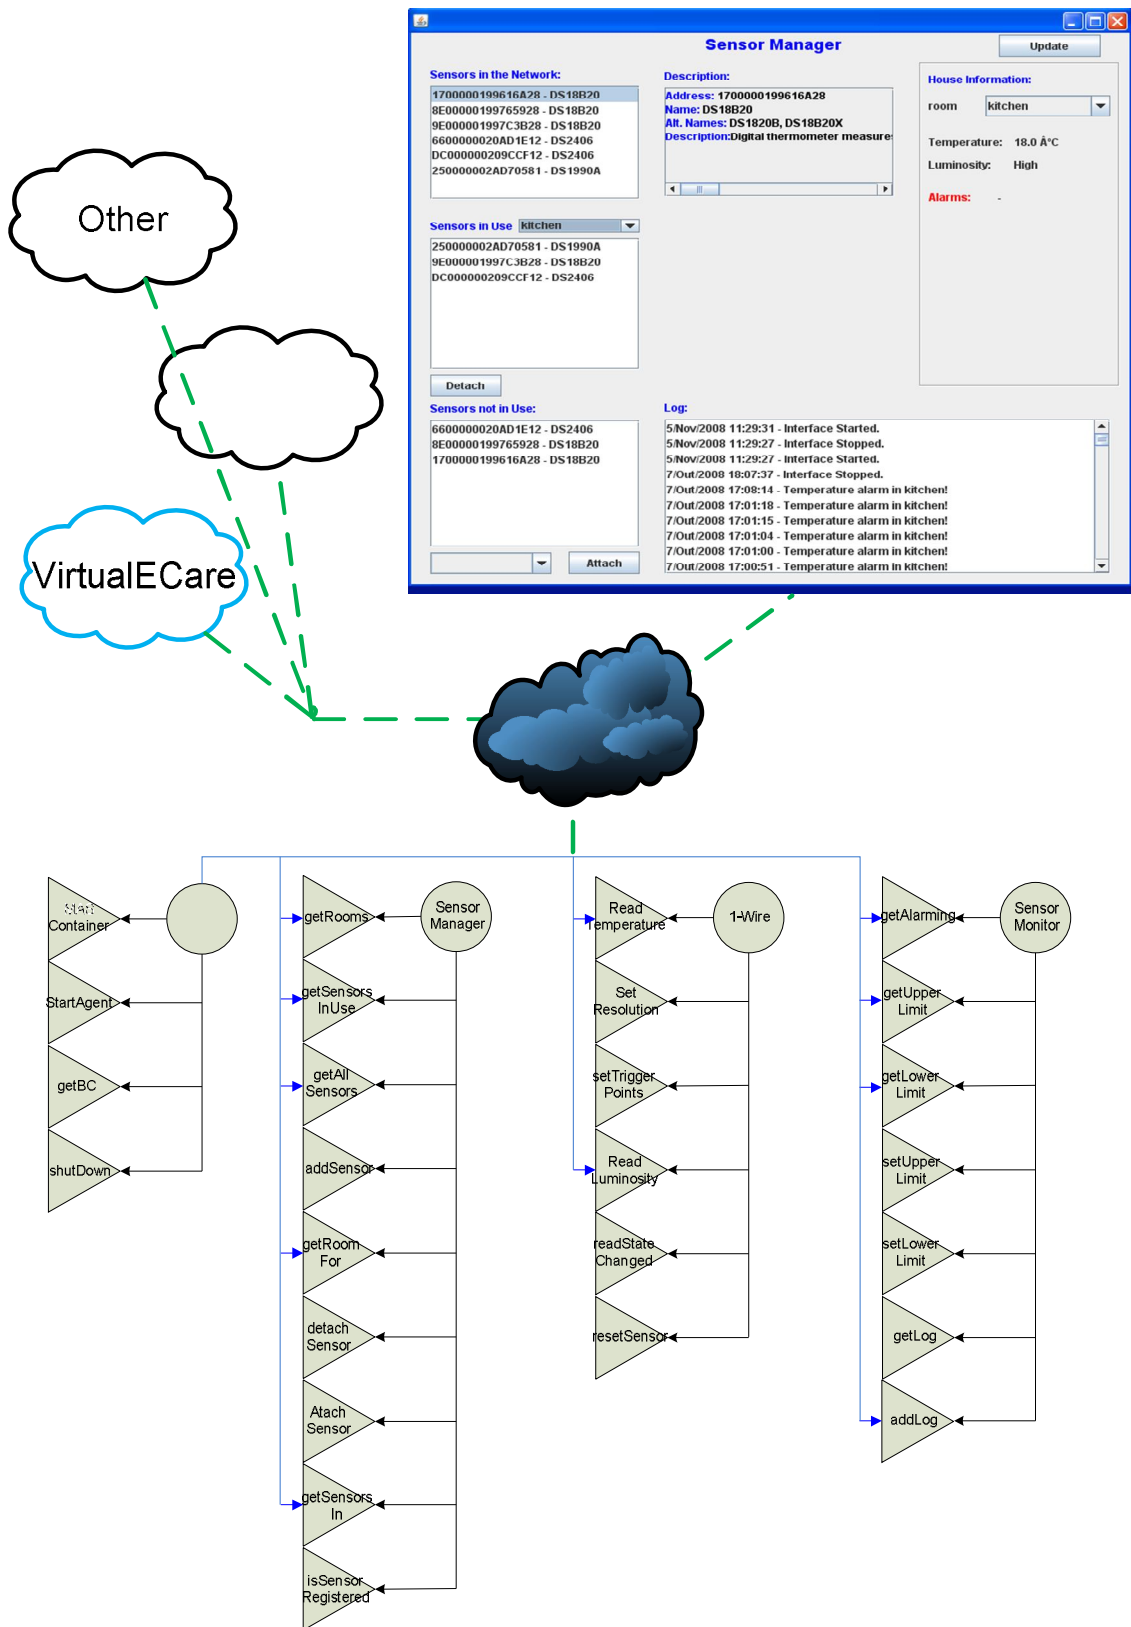 Sensor Manager
Update
Sensors in the Network:
1700000199616A28 - DS18B20
8E00000199765928 - DS18B20
9E000001997C3B28 - DS18B20
6600000020AD1E12 - DS2406
DC000000209CCF12 - DS2406
250000002AD70581 - DS1990A
Description:
Address: 1700000199616A28
Name: DS18B20
Alt. Names: DS1820B, DS18B20X
Description:Digital thermometer measure
House Information:
room kitchen
Temperature: 18.0 Â°C
Luminosity: High
Alarms: -
Sensors in Use kitchen
250000002AD70581 - DS1990A
9E000001997C3B28 - DS18B20
DC000000209CCF12 - DS2406
Detach
Sensors not in Use:
6600000020AD1E12 - DS2406
8E00000199765928 - DS18B20
1700000199616A28 - DS18B20
Attach
Log:
5/Nov/2008 11:29:31 - Interface Started.
5/Nov/2008 11:29:27 - Interface Stopped.
5/Nov/2008 11:29:27 - Interface Started.
7/Out/2008 18:07:37 - Interface Stopped.
7/Out/2008 17:08:14 - Temperature alarm in kitchen!
7/Out/2008 17:01:18 - Temperature alarm in kitchen!
7/Out/2008 17:01:15 - Temperature alarm in kitchen!
7/Out/2008 17:01:04 - Temperature alarm in kitchen!
7/Out/2008 17:01:00 - Temperature alarm in kitchen!
7/Out/2008 17:00:51 - Temperature alarm in kitchen!
Other
VirtualECare
Start
Container
StartAgent
getBC
shutDown
Sensor
Manager
getRooms
getSensors
InUse
getAll
Sensors
addSensor
getRoom
For
detach
Sensor
Atach
Sensor
getSensors
In
isSensor
Registered
1-Wire
Read
Temperature
Set
Resolution
setTrigger
Points
Read
Luminosity
readState
Changed
resetSensor
Sensor
Monitor
getAlarming
getUpper
Limit
getLower
Limit
setUpper
Limit
setLower
Limit
getLog
addLog